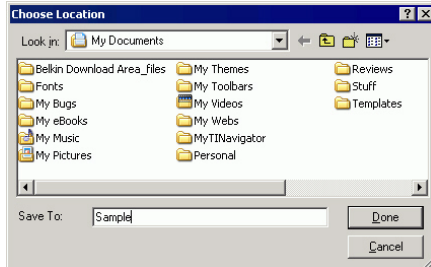 Choose Location
Look in: My Documents
Belkin Download Area_files
Fonts
My Bugs
My eBooks
My Music
My Pictures
My Themes
My Toolbars
My Videos
My Webs
MyTINavigator
Personal
Reviews
Stuff
Templates
Save To: Sample
Done
Cancel